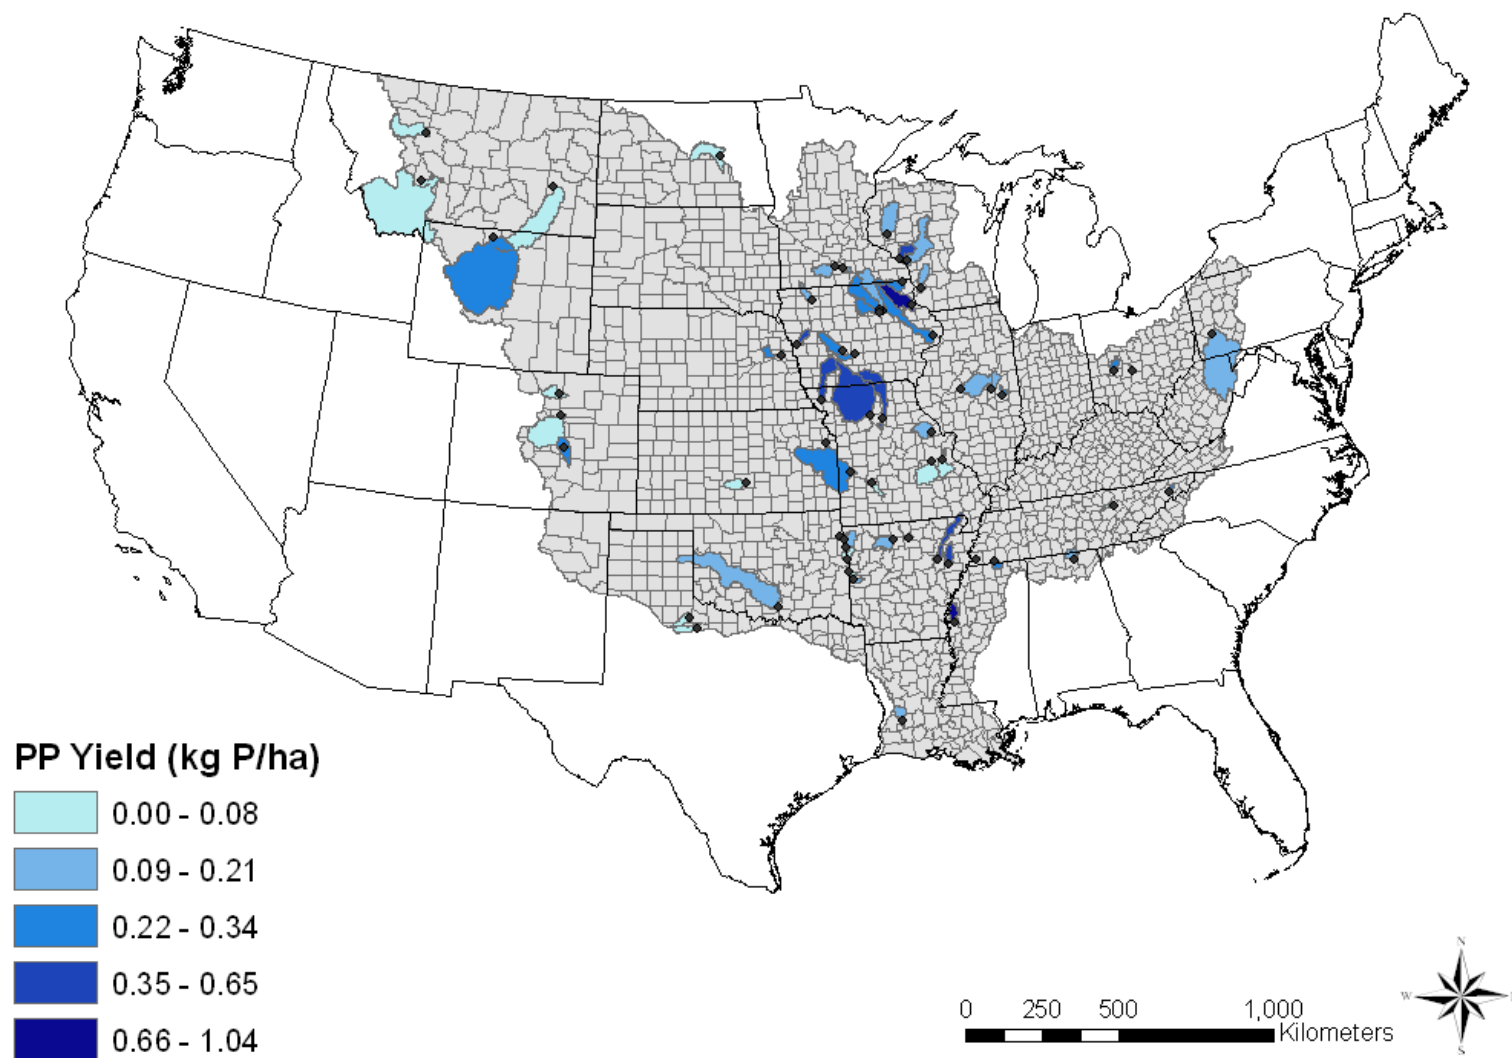 PP Yield (kg P/ha)
0.00 - 0.08
0.09 - 0.21
0.22 - 0.34
0.35 - 0.65
0.66 - 1.04
0 250 500 1,000
Kilometers
N
W
S